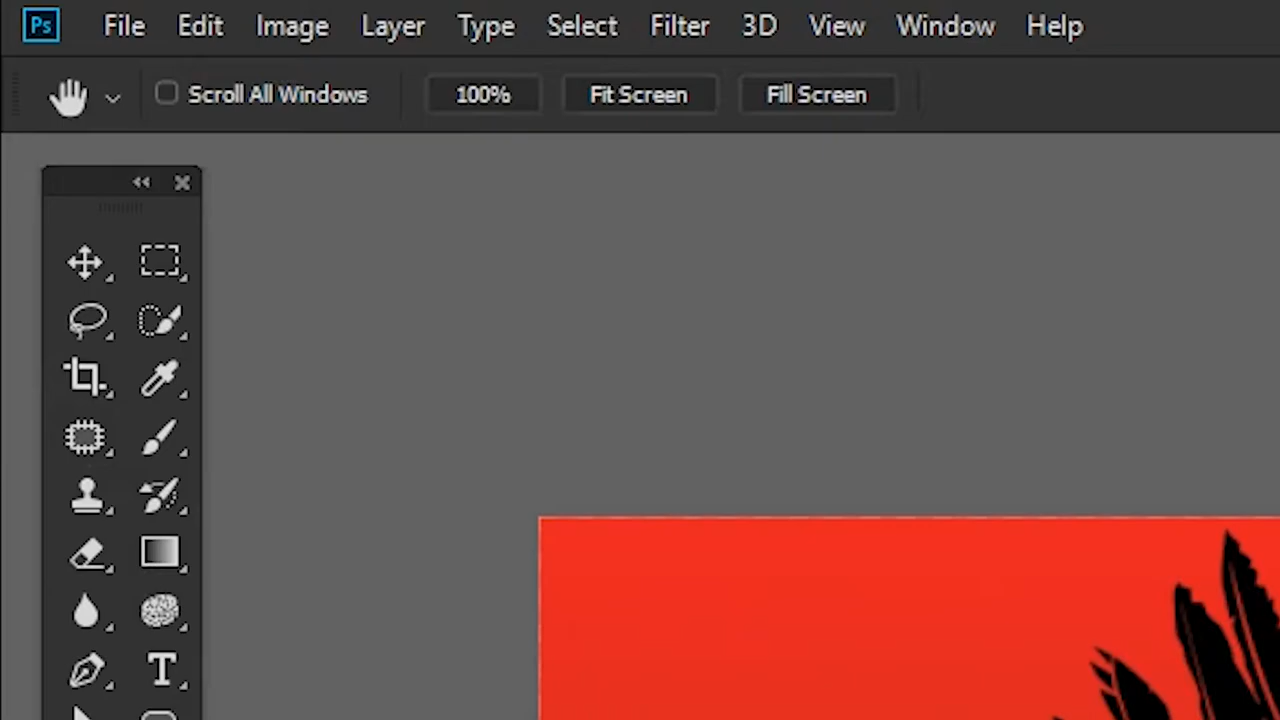 Ps File Edit Image Layer Type Select Filter 3D View Window Help
Scroll All Windows 100% Fit Screen Fill Screen
T